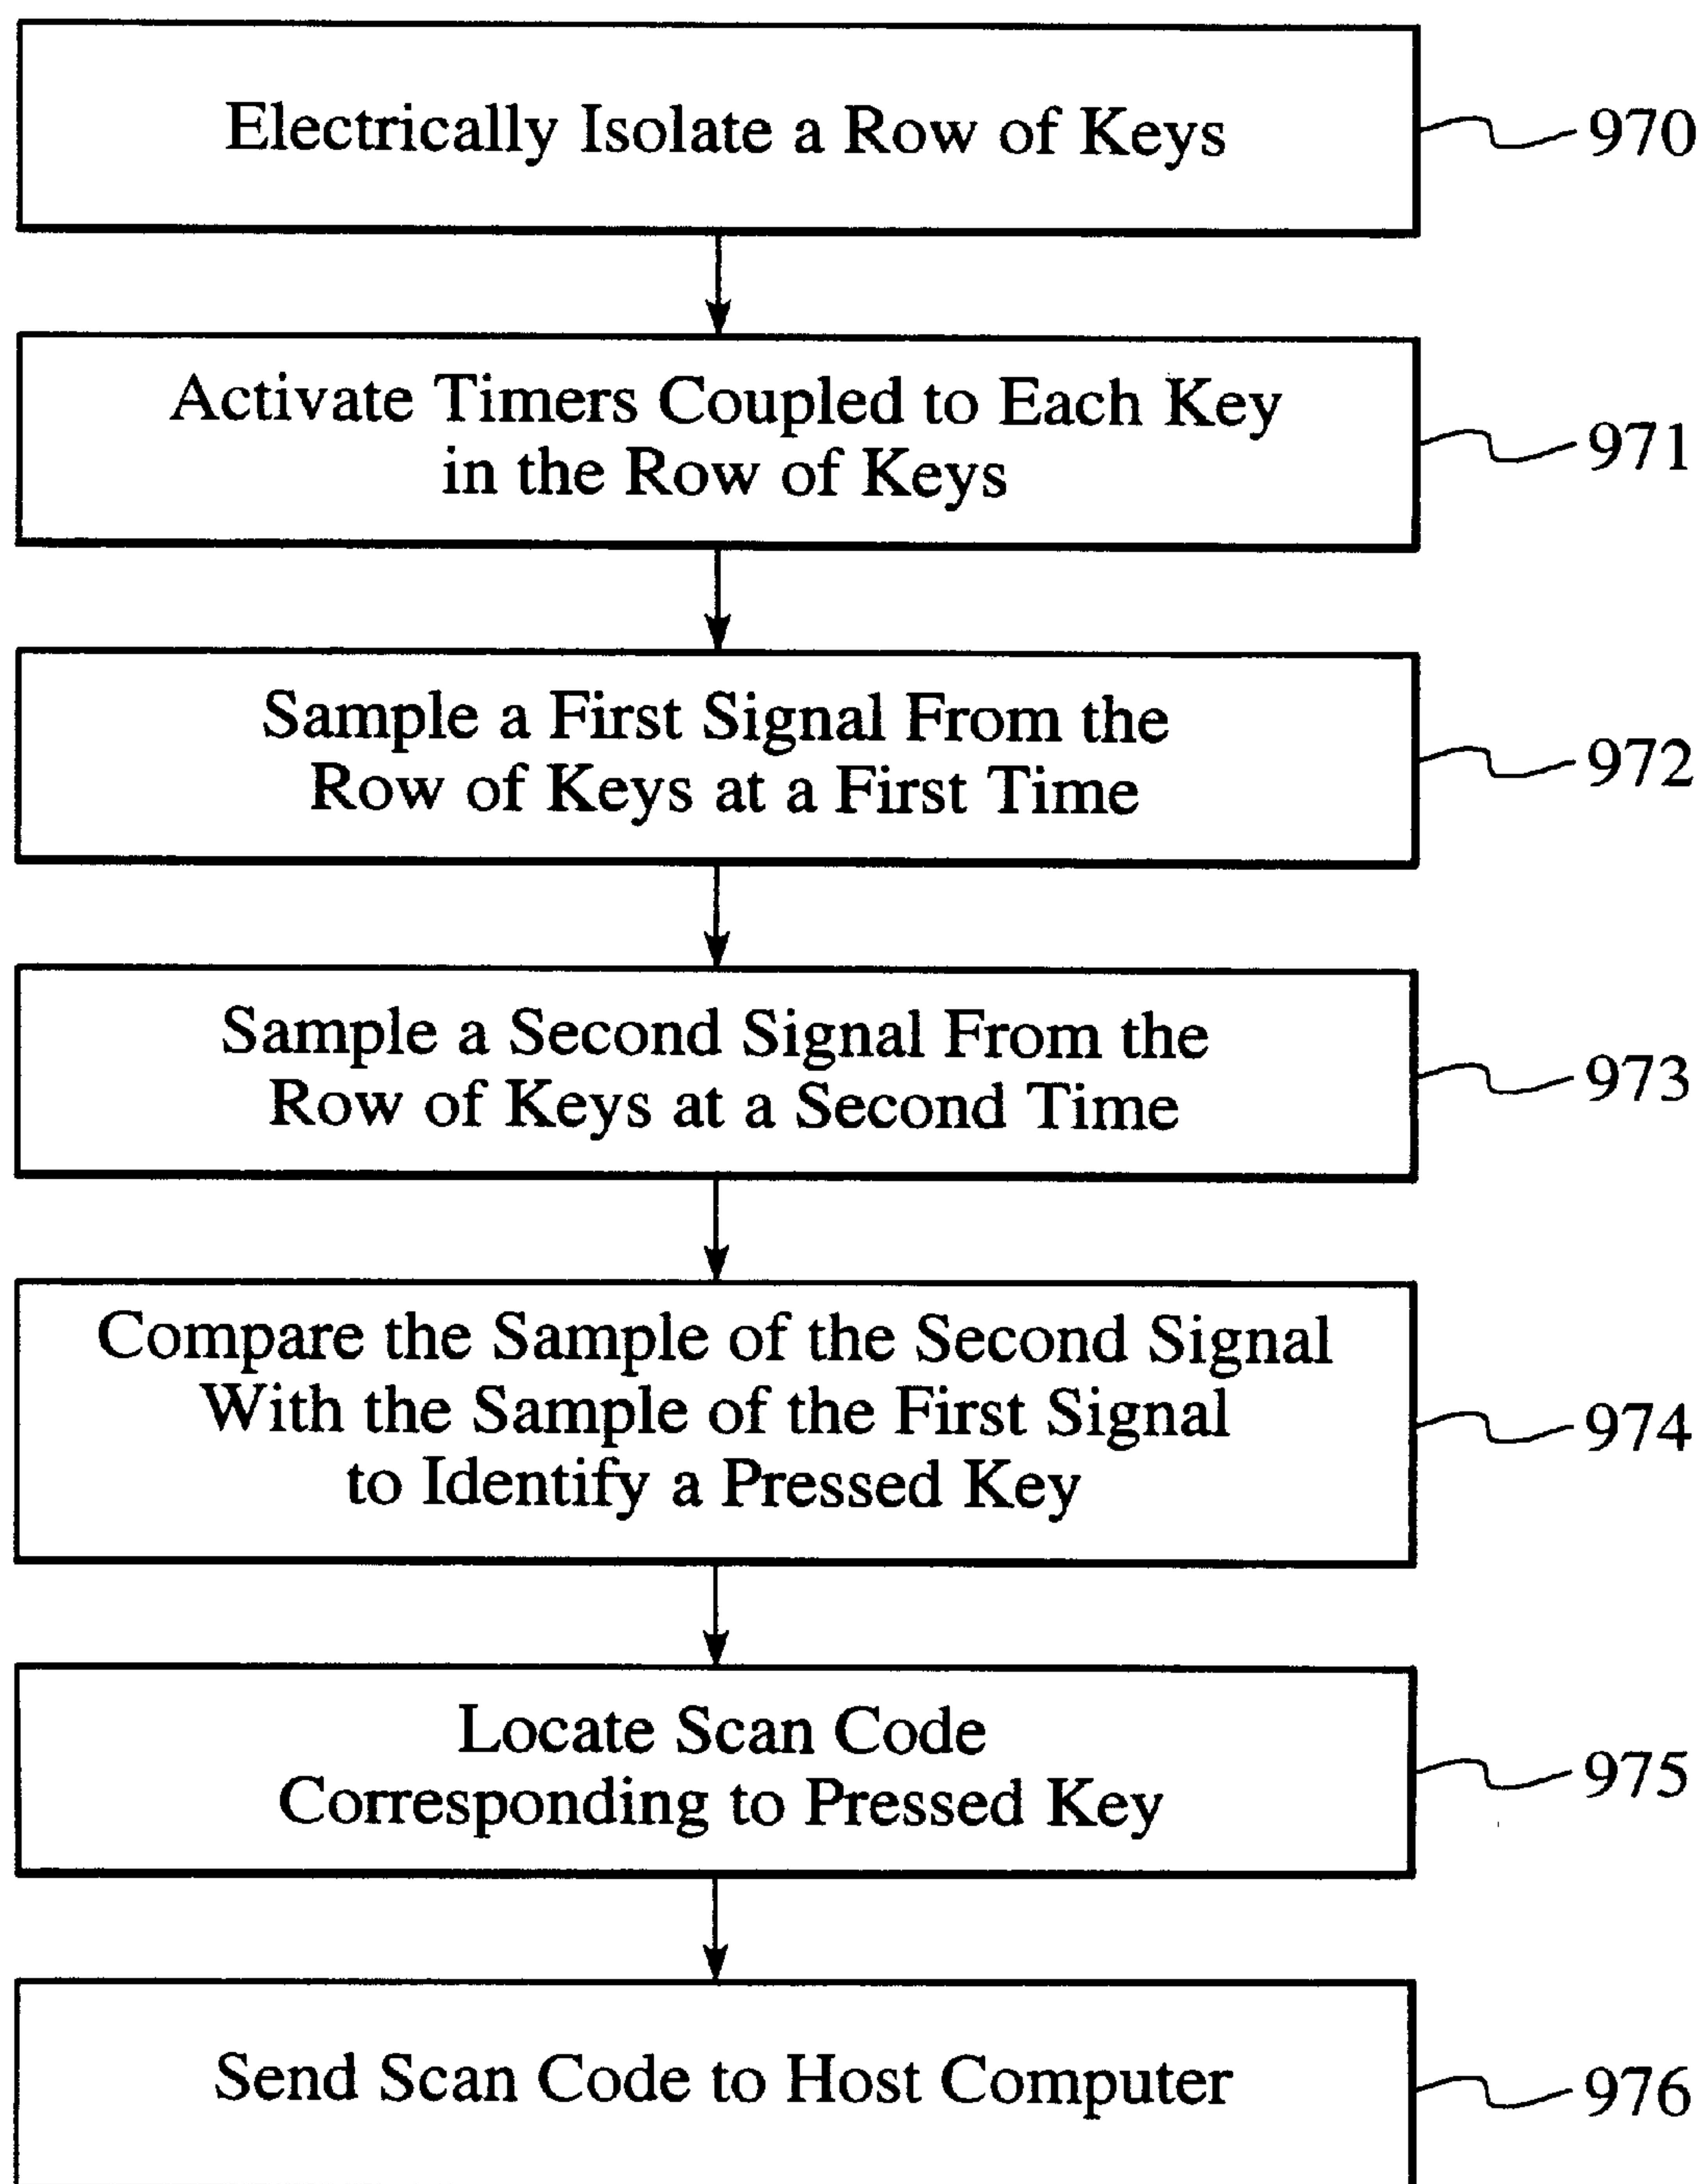 Electrically Isolate a Row of Keys
970
Activate Timers Coupled to Each Key
in the Row of Keys
971
Sample a First Signal From the
Row of Keys at a First Time
972
Sample a Second Signal From the
Row of Keys at a Second Time
973
Compare the Sample of the Second Signal
With the Sample of the First Signal
to Identify a Pressed Key
974
Locate Scan Code
Corresponding to Pressed Key
975
Send Scan Code to Host Computer
976